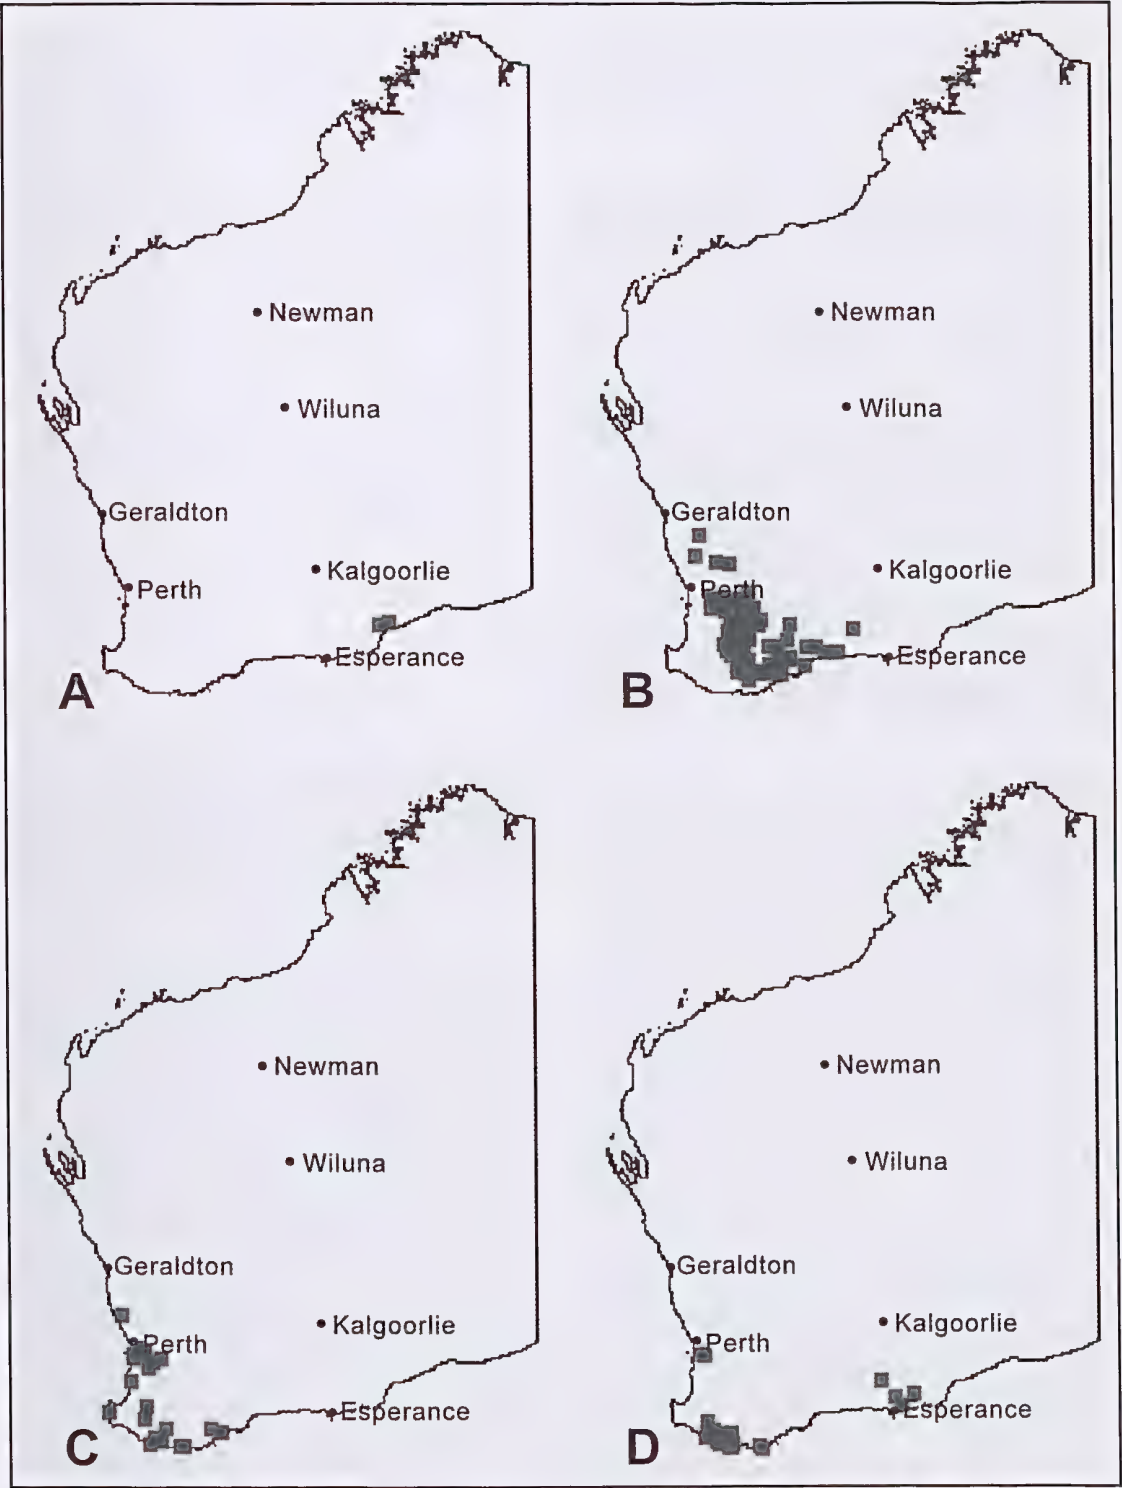 Newman
Wiluna
Geraldton
Kalgoorlie
Perth
Esperance
A
Newman
Wiluna
Geraldton
Kalgoorlie
Perth
Esperance
B
Newman
Wiluna
Geraldton
Kalgoorlie
Perth
Esperance
C
Newman
Wiluna
Geraldton
Kalgoorlie
Perth
Esperance
D